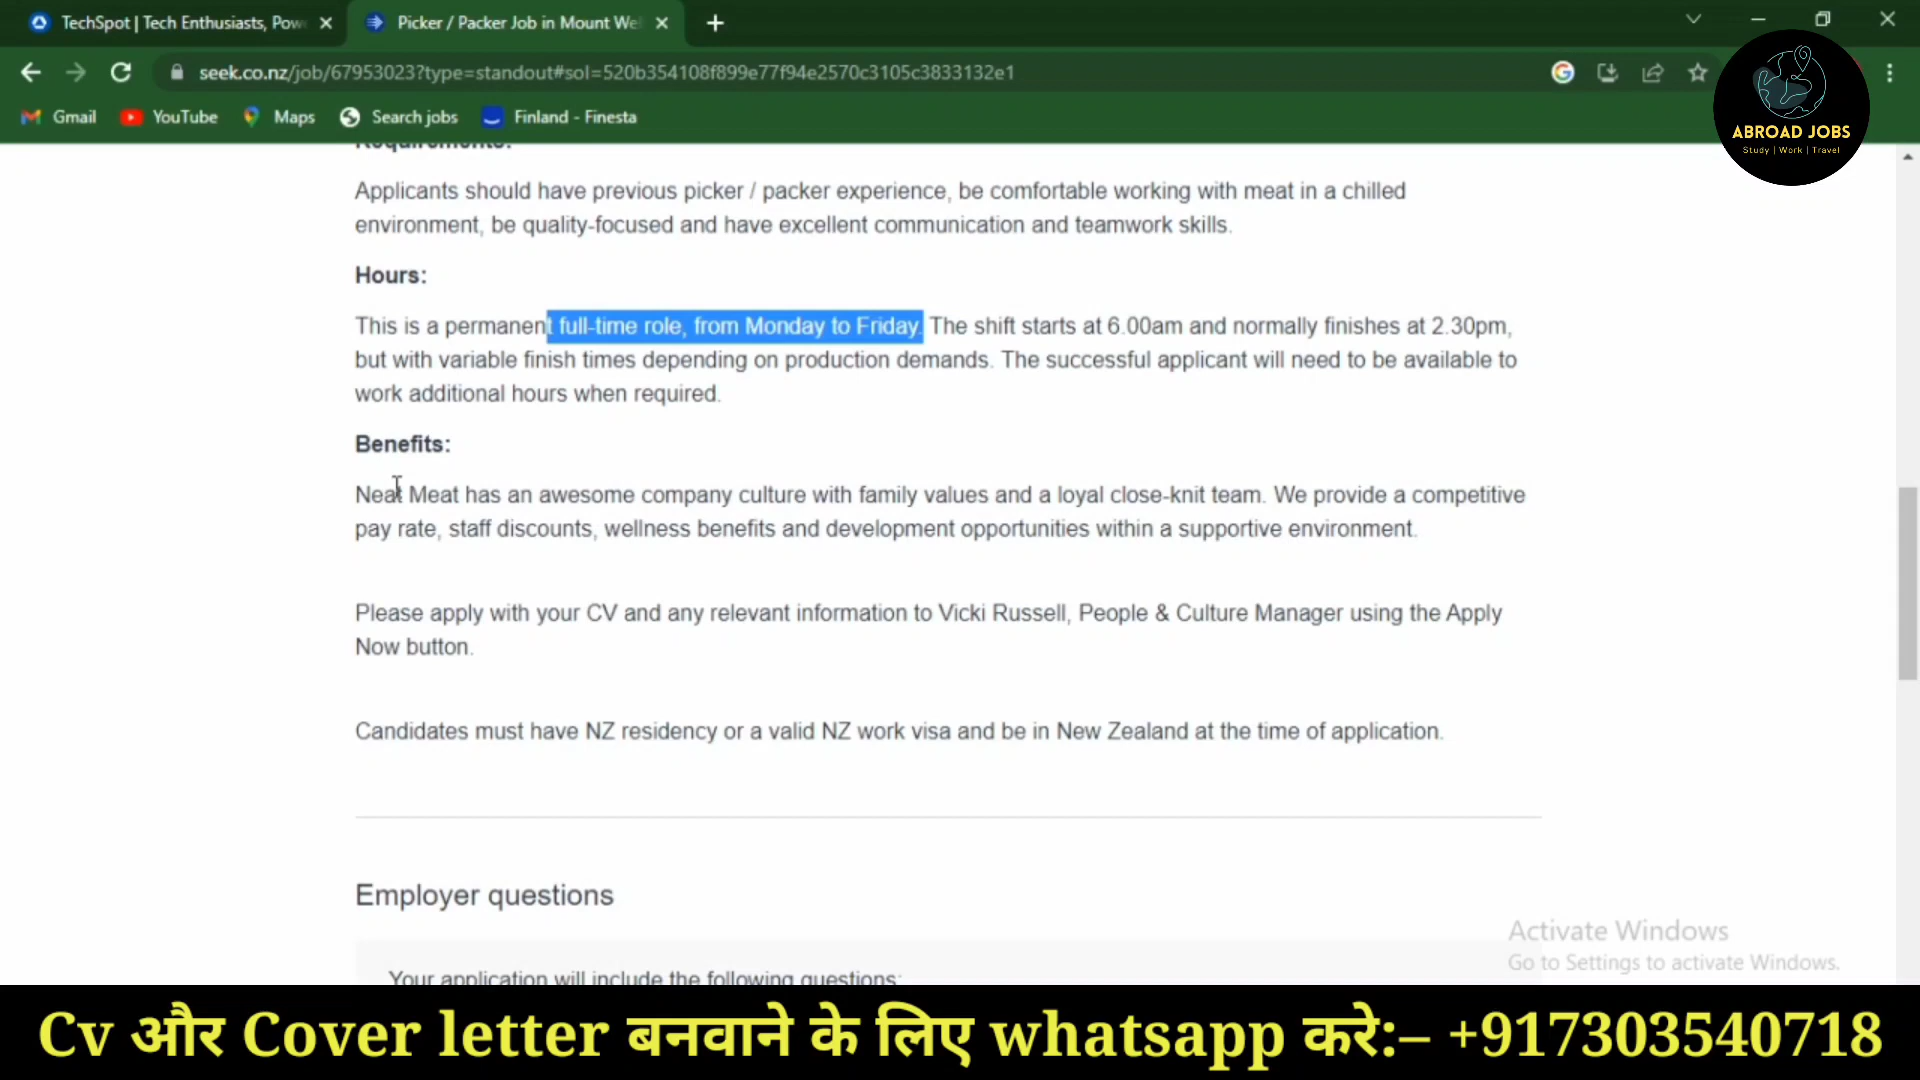 TechSpot | Tech Enthusiasts, Pow
Picker / Packer Job in Mount We
seek.co.nz/job/67953023?type=standout#sol=520b354108f899e77f94e2570c3105c3833132e1
Gmail
YouTube
Maps
Search jobs
Finland - Finesta
ABROAD JOBS
Study | Work | Travel
Requirements:
Applicants should have previous picker / packer experience, be comfortable working with meat in a chilled
environment, be quality-focused and have excellent communication and teamwork skills.
Hours:
This is a permanent full-time role, from Monday to Friday. The shift starts at 6.00am and normally finishes at 2.30pm,
but with variable finish times depending on production demands. The successful applicant will need to be available to
work additional hours when required.
Benefits:
Neat Meat has an awesome company culture with family values and a loyal close-knit team. We provide a competitive
pay rate, staff discounts, wellness benefits and development opportunities within a supportive environment.
Please apply with your CV and any relevant information to Vicki Russell, People & Culture Manager using the Apply
Now button.
Candidates must have NZ residency or a valid NZ work visa and be in New Zealand at the time of application.
Employer questions
Your application will include the following questions:
Activate Windows
Go to Settings to activate Windows.
Cv और Cover letter बनवाने के लिए whatsapp करे:– +917303540718